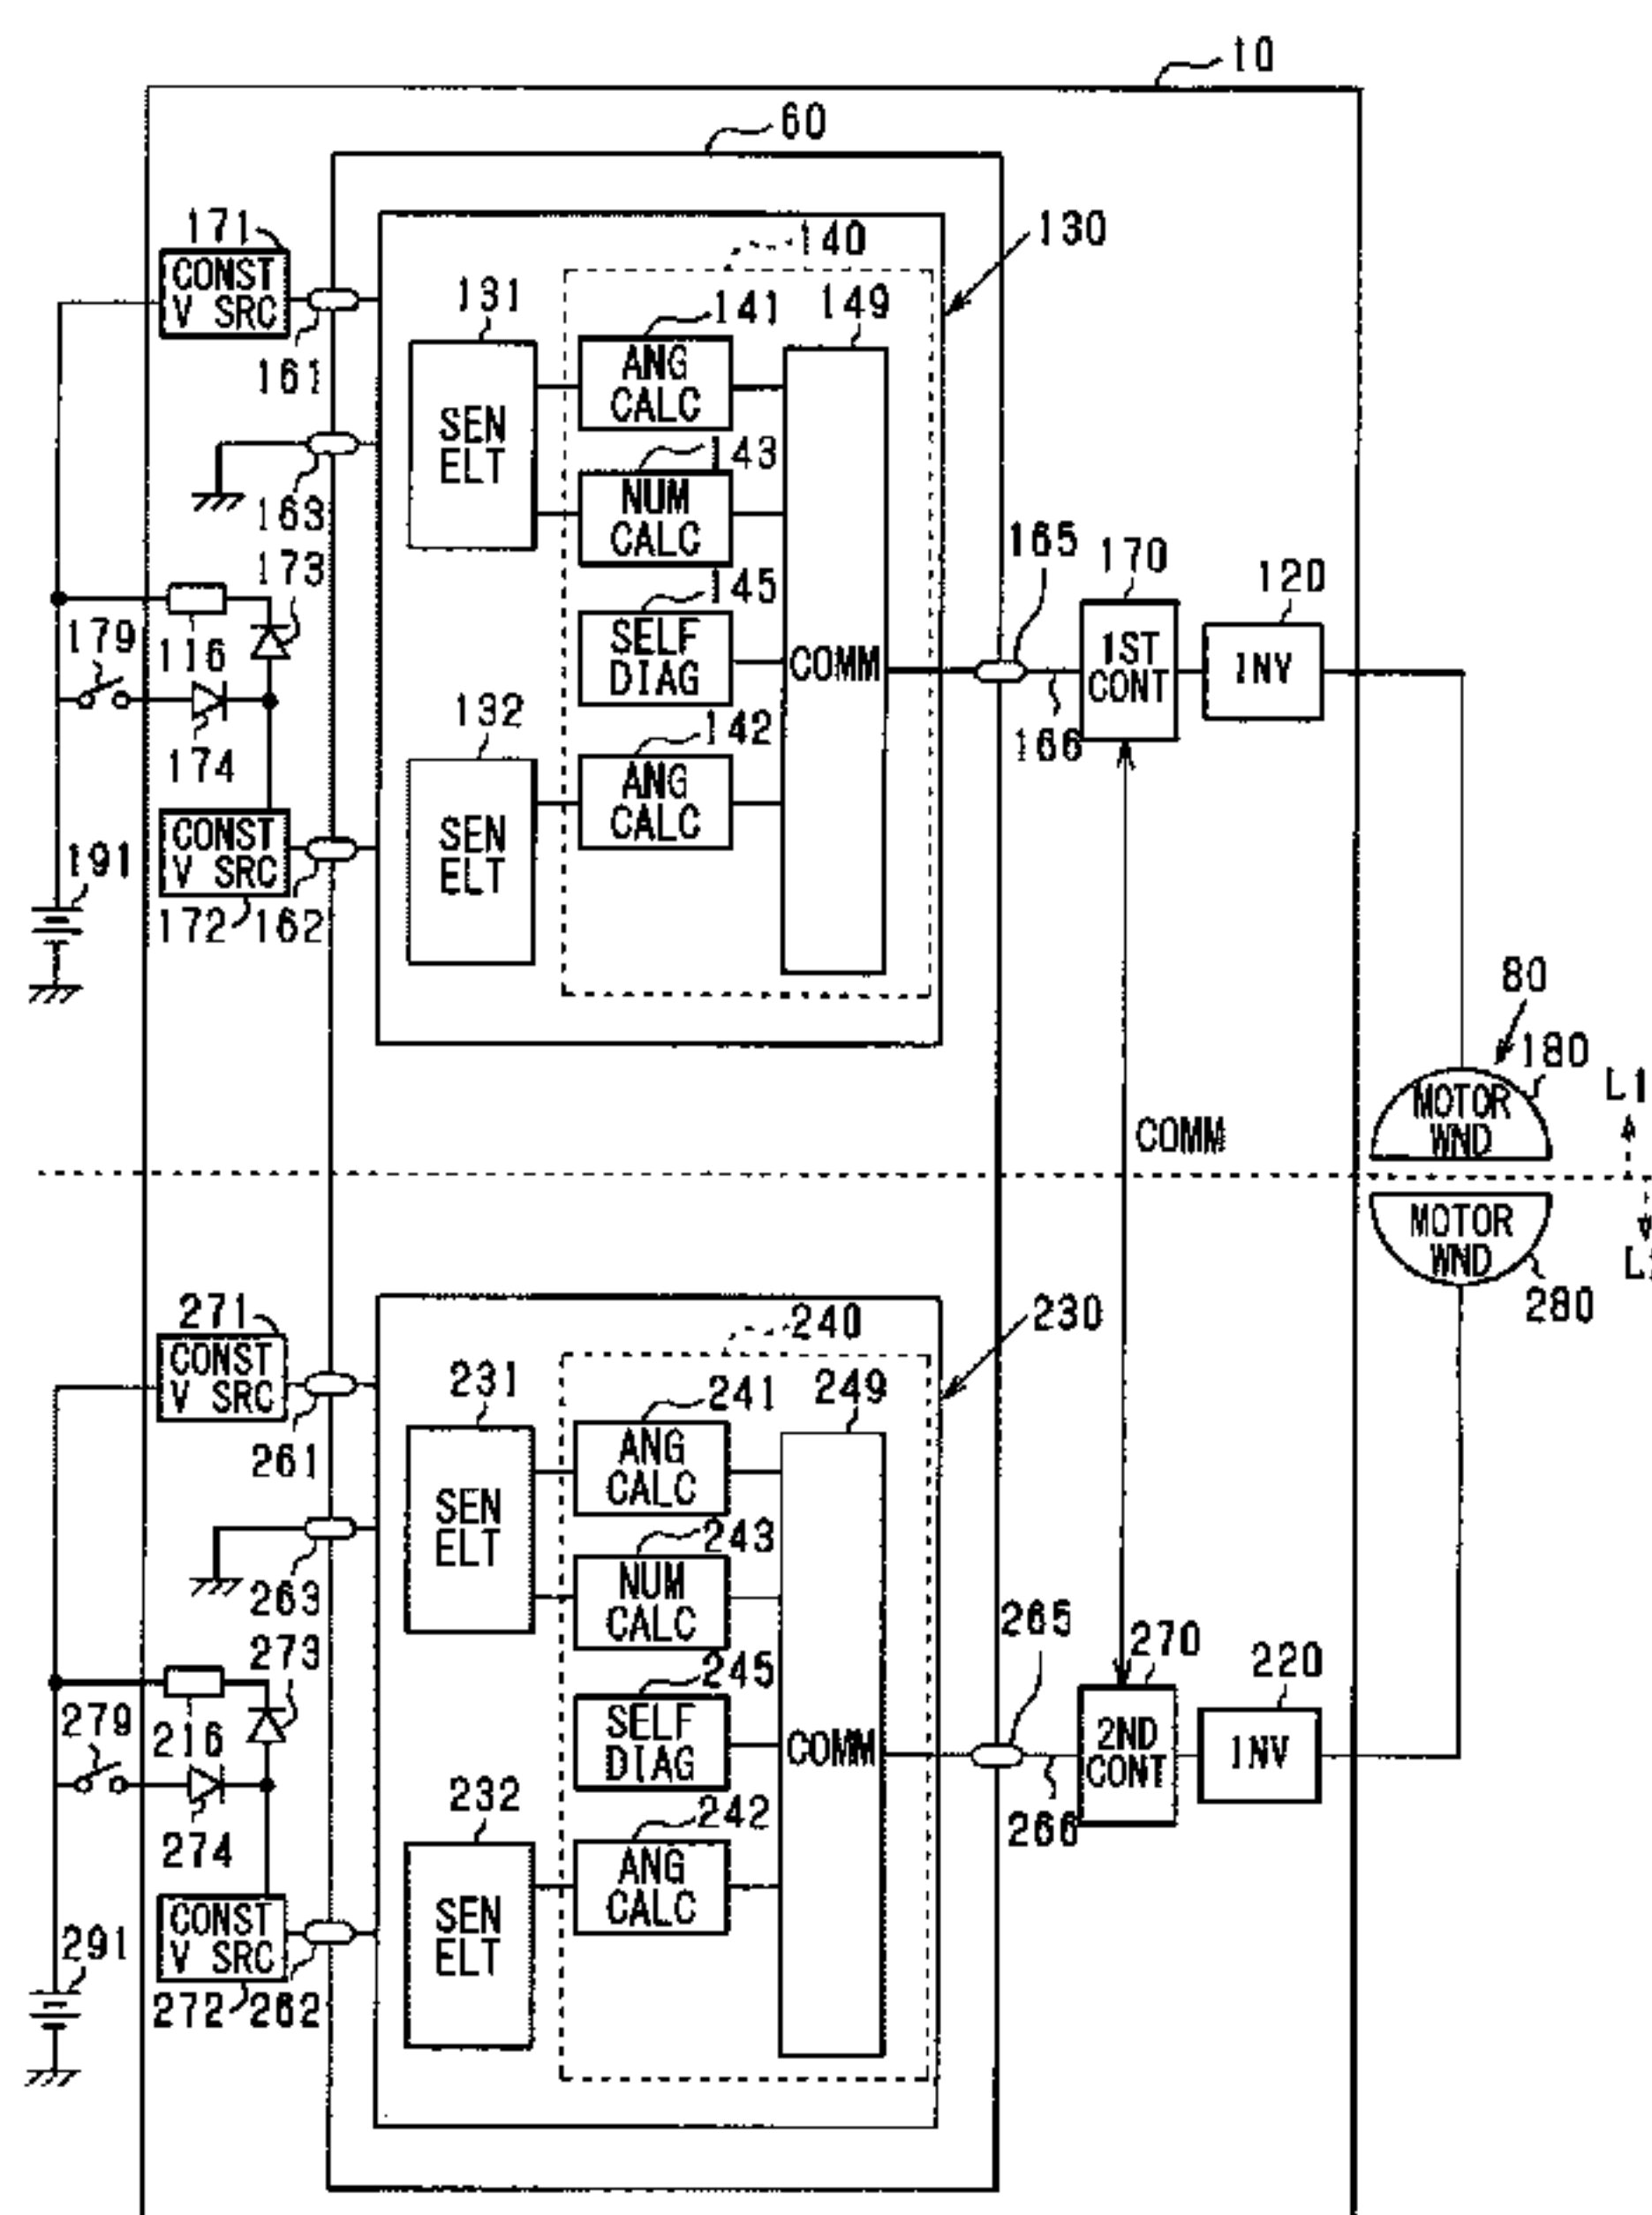 10
60
171
CONST
V SRC
161
163
130
140
131
SEN
ELT
141
ANG
CALC
149
143
NUM
CALC
145
SELF
DIAG
COMM
165
166
170
1ST
CONT
120
INV
173
179
116
174
132
SEN
ELT
142
ANG
CALC
CONST
V SRC
191
172
162
80
180
MOTOR
WND
L1
COMM
MOTOR
WND
280
271
CONST
V SRC
261
263
230
240
231
SEN
ELT
241
ANG
CALC
249
243
NUM
CALC
245
SELF
DIAG
COMM
265
266
270
2ND
CONT
220
INV
273
279
216
274
232
SEN
ELT
242
ANG
CALC
CONST
V SRC
291
272
262